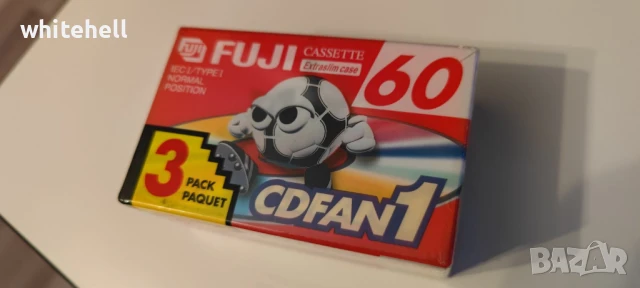 whitehell
FUJI
FUJI
CASSETTE
Extraslim case
60
IEC I/TYPE I
NORMAL
POSITION
3
PACK
PAQUET
CDFAN1
BAZAR